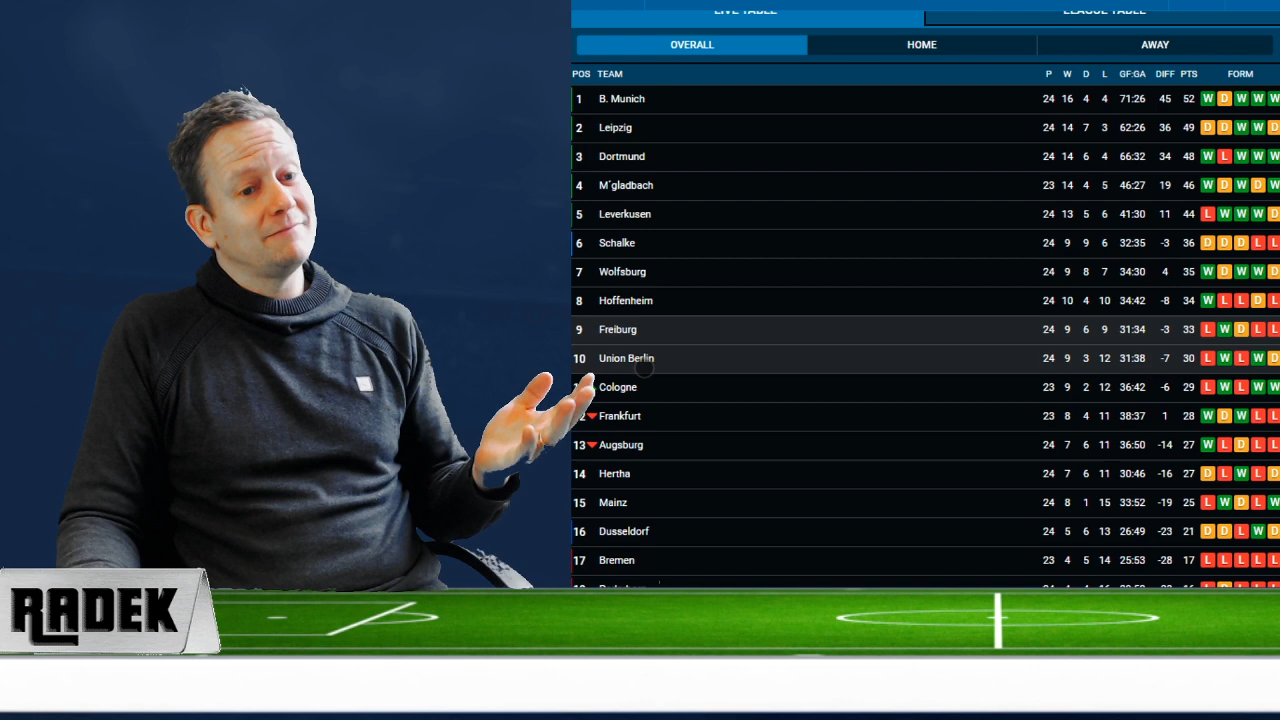 LIVE TABLE LEAGUE TABLE
OVERALL HOME AWAY
POS TEAM P W D L GF:GA DIFF PTS FORM
1 B. Munich 24 16 4 4 71:26 45 52 W D W W W
2 Leipzig 24 14 7 3 62:26 36 49 D D W W D
3 Dortmund 24 14 6 4 66:32 34 48 W L W W W
4 M´gladbach 23 14 4 5 46:27 19 46 W D W D W
5 Leverkusen 24 13 5 6 41:30 11 44 L W W W D
6 Schalke 24 9 9 6 32:35 -3 36 D D D L L
7 Wolfsburg 24 9 8 7 34:30 4 35 W D W W D
8 Hoffenheim 24 10 4 10 34:42 -8 34 W L L D L
9 Freiburg 24 9 6 9 31:34 -3 33 L W D L L
10 Union Berlin 24 9 3 12 31:38 -7 30 L W L W D
Cologne 23 9 2 12 36:42 -6 29 L W L W W
Frankfurt 23 8 4 11 38:37 1 28 W D W L L
13 Augsburg 24 7 6 11 36:50 -14 27 W L D L L
14 Hertha 24 7 6 11 30:46 -16 27 D L W L D
15 Mainz 24 8 1 15 33:52 -19 25 L W D L W
16 Dusseldorf 24 5 6 13 26:49 -23 21 D D L W D
17 Bremen 23 4 5 14 25:53 -28 17 L L L L L
RADEK